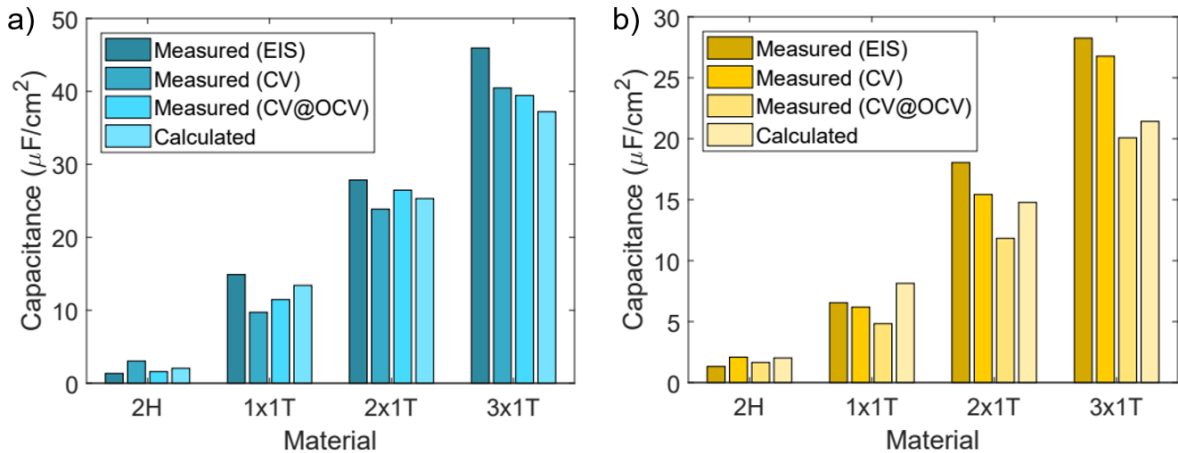 a)
50
40
30
20
10
0
Capacitance (μF/cm²)
Measured (EIS)
Measured (CV)
Measured (CV@OCV)
Calculated
2H 1x1T 2x1T 3x1T
Material
b)
30
25
20
15
10
5
0
Capacitance (μF/cm²)
Measured (EIS)
Measured (CV)
Measured (CV@OCV)
Calculated
2H 1x1T 2x1T 3x1T
Material